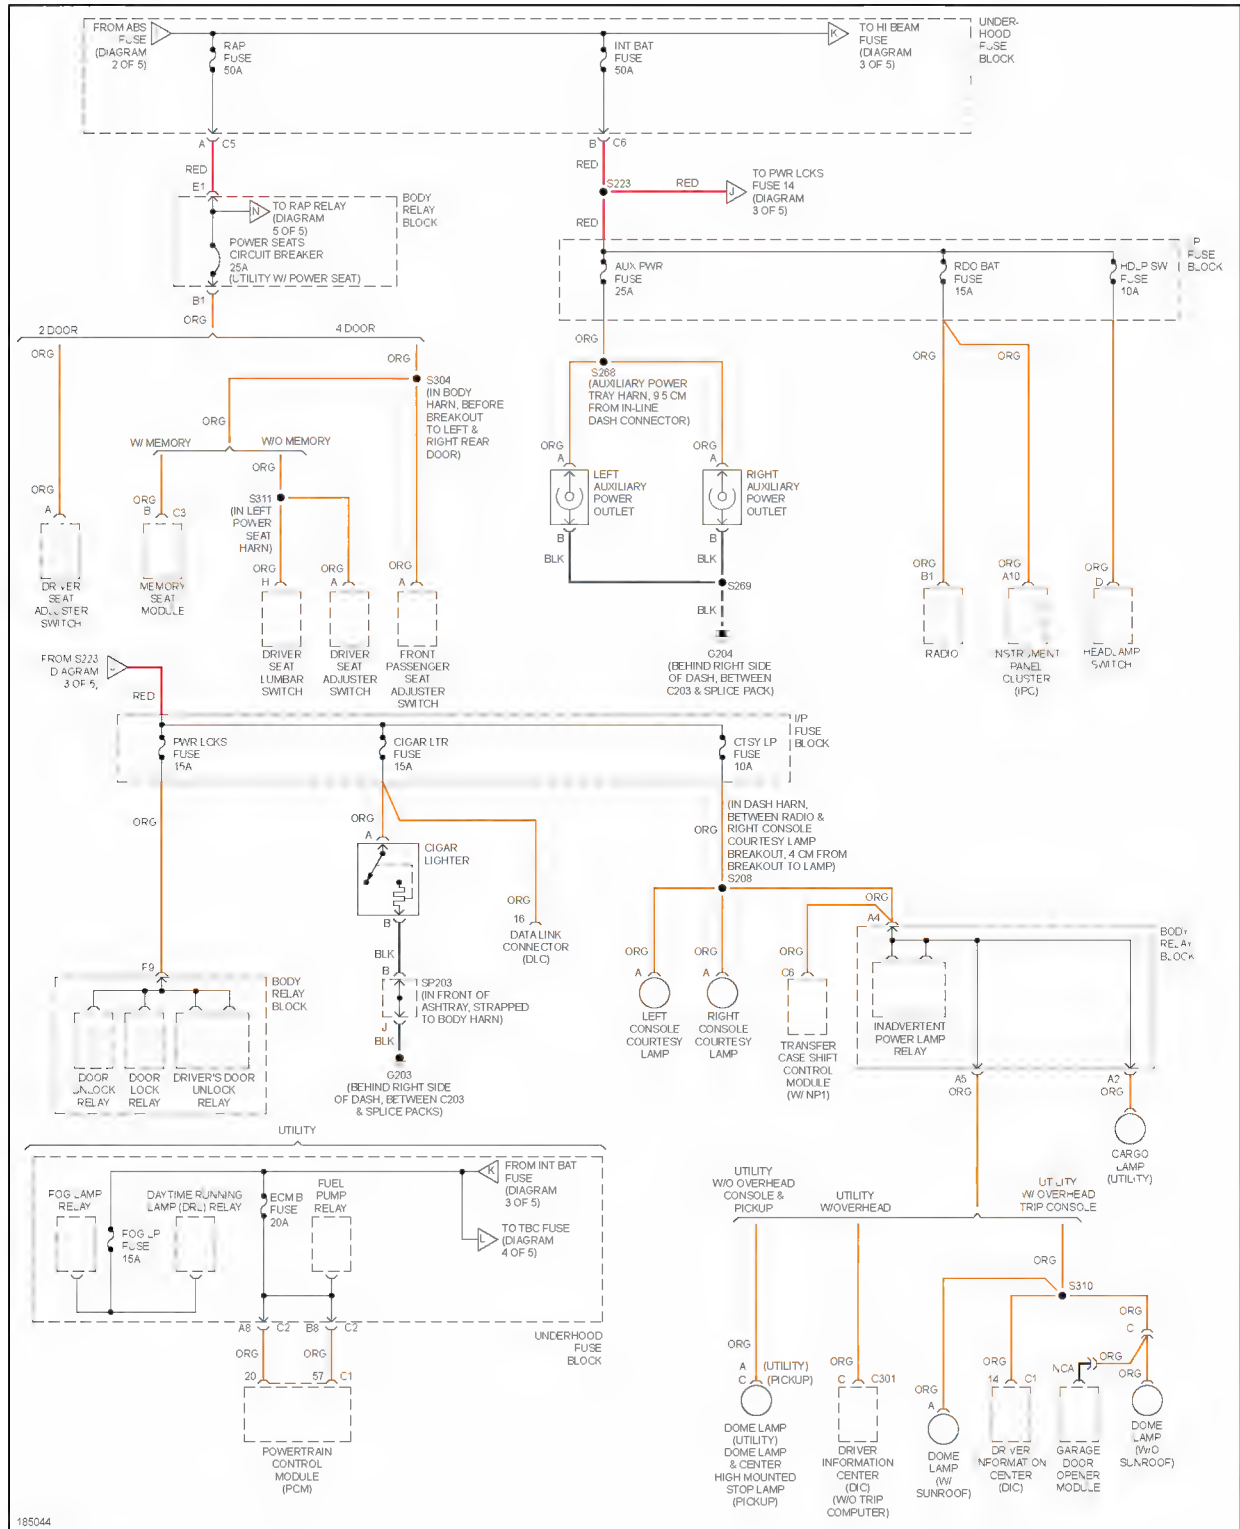 FROM ABS
FUSE
(DIAGRAM
2 OF 5)
RAP
FUSE
50A
INT BAT
FUSE
50A
K
TO HI BEAM
FUSE
(DIAGRAM
3 OF 5)
UNDER-
HOOD
FUSE
BLOCK
A C5
B C6
RED
RED
E1
S223
RED
J
TO PWR LCKS
FUSE 14
(DIAGRAM
3 OF 5)
BODY
RELAY
BLOCK
N
TO RAP RELAY
(DIAGRAM
5 OF 5)
RED
POWER SEATS
CIRCUIT BREAKER
25A
(UTILITY W/ POWER SEAT)
AUX PWR
FUSE
25A
RDO BAT
FUSE
15A
HDLP SW
FUSE
10A
P
FUSE
BLOCK
B1
ORG
2 DOOR
4 DOOR
ORG
ORG
ORG
S304
(IN BODY
HARN, BEFORE
BREAKOUT
TO LEFT &
RIGHT REAR
DOOR)
S268
(AUXILIARY POWER
TRAY HARN, 9.5 CM
FROM IN-LINE
DASH CONNECTOR)
ORG
W/ MEMORY
W/O MEMORY
ORG
ORG
ORG
A
A
LEFT
AUXILIARY
POWER
OUTLET
RIGHT
AUXILIARY
POWER
OUTLET
ORG
A
ORG
B C3
S311
(IN LEFT
POWER
SEAT
HARN)
B
BLK
B
BLK
ORG
H
ORG
A
ORG
A
ORG
B1
ORG
A10
ORG
D
S269
BLK
DRIVER
SEAT
ADJUSTER
SWITCH
MEMORY
SEAT
MODULE
DRIVER
SEAT
LUMBAR
SWITCH
DRIVER
SEAT
ADJUSTER
SWITCH
FRONT
PASSENGER
SEAT
ADJUSTER
SWITCH
G204
(BEHIND RIGHT SIDE
OF DASH, BETWEEN
C203 & SPLICE PACK)
RADIO
INSTRUMENT
PANEL
CLUSTER
(IPC)
HEADLAMP
SWITCH
FROM S223
DIAGRAM
3 OF 5,
RED
PWR LCKS
FUSE
15A
CIGAR LTR
FUSE
15A
CTSY LP
FUSE
10A
I/P
FUSE
BLOCK
ORG
ORG
A
CIGAR
LIGHTER
ORG
(IN DASH HARN,
BETWEEN RADIO &
RIGHT CONSOLE
COURTESY LAMP
BREAKOUT, 4 CM FROM
BREAKOUT TO LAMP)
S208
ORG
16
DATA LINK
CONNECTOR
(DLC)
B
BLK
B
SP203
(IN FRONT OF
ASHTRAY, STRAPPED
TO BODY HARN)
J
BLK
G203
(BEHIND RIGHT SIDE
OF DASH, BETWEEN C203
& SPLICE PACKS)
ORG
A4
BODY
RELAY
BLOCK
ORG
A
ORG
A
ORG
C6
LEFT
CONSOLE
COURTESY
LAMP
RIGHT
CONSOLE
COURTESY
LAMP
TRANSFER
CASE SHIFT
CONTROL
MODULE
(W/ NP1)
INADVERTENT
POWER LAMP
RELAY
F9
BODY
RELAY
BLOCK
DOOR
UNLOCK
RELAY
DOOR
LOCK
RELAY
DRIVER'S DOOR
UNLOCK
RELAY
A5
ORG
A2
ORG
CARGO
LAMP
(UTILITY)
UTILITY
FOG LAMP
RELAY
FOG LP
FUSE
15A
DAYTIME RUNNING
LAMP (DRL) RELAY
ECM B
FUSE
20A
FUEL
PUMP
RELAY
K
FROM INT BAT
FUSE
(DIAGRAM
3 OF 5)
L
TO TBC FUSE
(DIAGRAM
4 OF 5)
A8 C2
B8 C2
ORG
ORG
20
57 C1
UNDERHOOD
FUSE
BLOCK
POWERTRAIN
CONTROL
MODULE
(PCM)
UTILITY
W/O OVERHEAD
CONSOLE &
PICKUP
UTILITY
W/OVERHEAD
UTILITY
W/ OVERHEAD
TRIP CONSOLE
ORG
S310
ORG
C
ORG
A (UTILITY)
C (PICKUP)
ORG
C C301
ORG
A
ORG
14 C1
NCA
ORG
ORG
DOME LAMP
(UTILITY)
DOME LAMP
& CENTER
HIGH MOUNTED
STOP LAMP
(PICKUP)
DRIVER
INFORMATION
CENTER
(DIC)
(W/O TRIP
COMPUTER)
DOME
LAMP
(W/
SUNROOF)
DRIVER
INFORMATION
CENTER
(DIC)
GARAGE
DOOR
OPENER
MODULE
DOME
LAMP
(W/O
SUNROOF)
185044